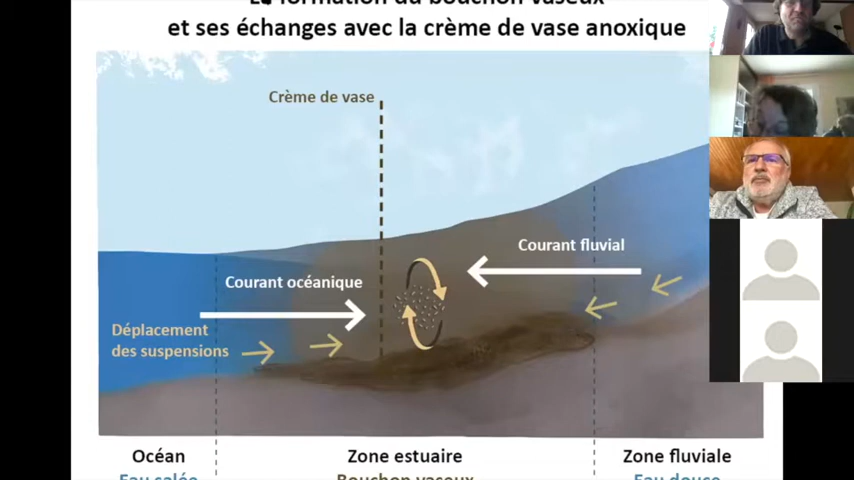 La formation du bouchon vaseux
et ses échanges avec la crème de vase anoxique
Crème de vase
Courant fluvial
Courant océanique
Déplacement
des suspensions
Océan
Zone estuaire
Zone fluviale
Eau salée
Bouchon vaseux
Eau douce